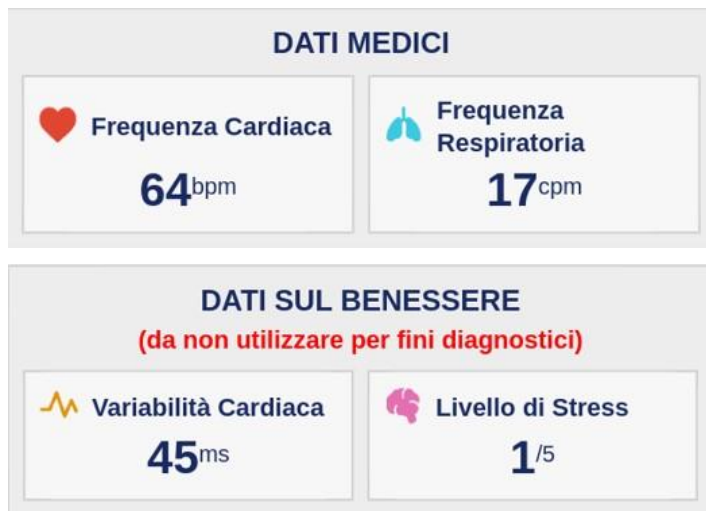 DATI MEDICI
Frequenza Cardiaca
64bpm
Frequenza
Respiratoria
17cpm
DATI SUL BENESSERE
(da non utilizzare per fini diagnostici)
Variabilità Cardiaca
45ms
Livello di Stress
1/5